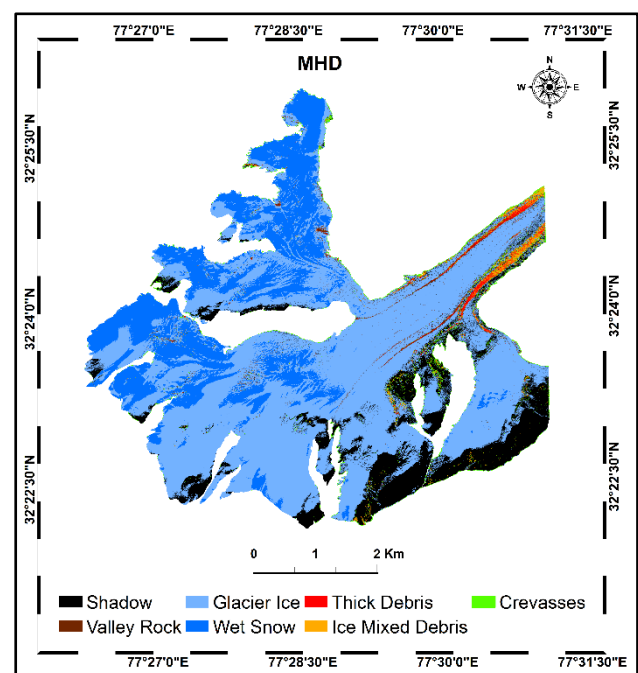 77°27'0"E 77°28'30"E 77°30'0"E 77°31'30"E
MHD
N
W E
S
32°25'30"N 32°25'30"N
32°24'0"N 32°24'0"N
32°22'30"N 32°22'30"N
0 1 2 Km
Shadow Glacier Ice Thick Debris Crevasses
Valley Rock Wet Snow Ice Mixed Debris
77°27'0"E 77°28'30"E 77°30'0"E 77°31'30"E